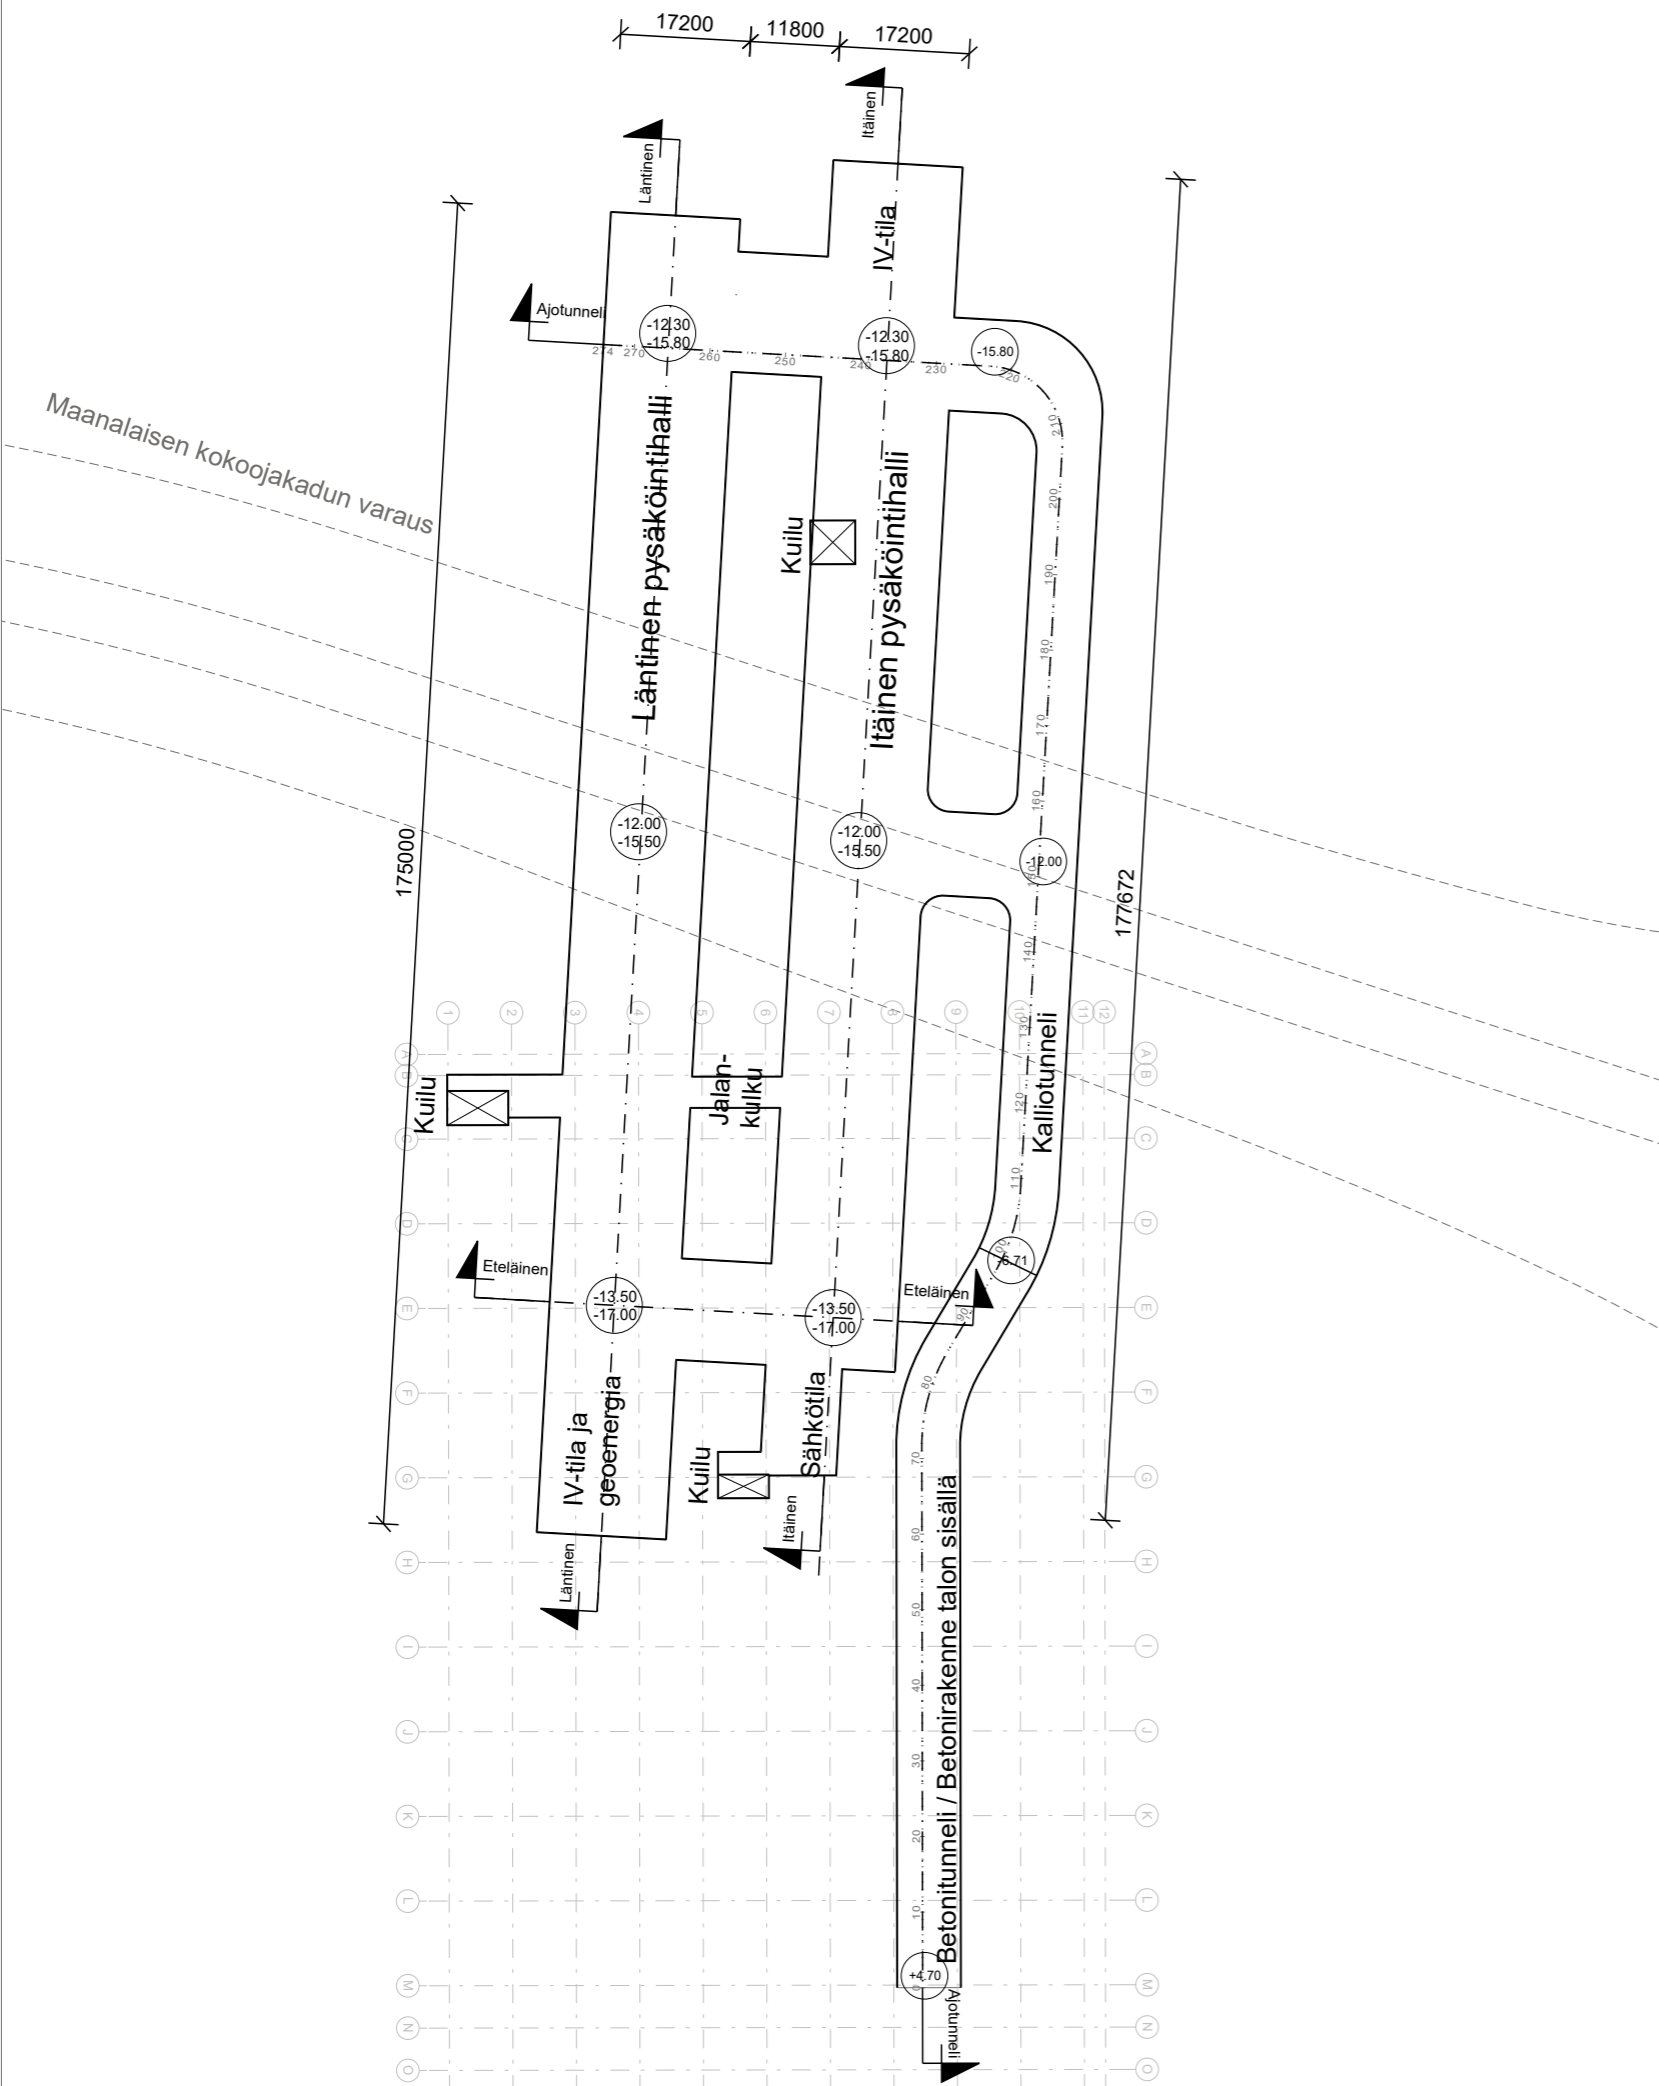 17200
11800
17200
Itäinen
Läntinen
IV-tila
Ajotunneli
-12.30
-15.80
-12.30
-15.80
-15.80
274
270
260
250
240
230
220
210
200
190
180
170
160
150
140
130
120
110
100
90
80
70
60
50
40
30
20
10
0
Maanalaisen kokoojakadun varaus
Läntinen pysäköintihalli
Itäinen pysäköintihalli
Kuilu
-12.00
-15.50
-12.00
-15.50
-12.00
175000
177672
1
2
3
4
5
6
7
8
9
10
11
12
A
A
B
B
Kuilu
Jalan-
kulku
Kalliotunneli
C
C
D
D
Eteläinen
-13.50
-17.00
-13.50
-17.00
Eteläinen
-6.71
E
E
F
F
IV-tila ja
geoenergia
Kuilu
Sähkötila
G
G
Läntinen
Itäinen
H
H
I
I
J
J
K
K
L
L
Betonitunneli / Betonirakenne talon sisällä
+4.70
M
M
Ajotunneli
N
N
O
O